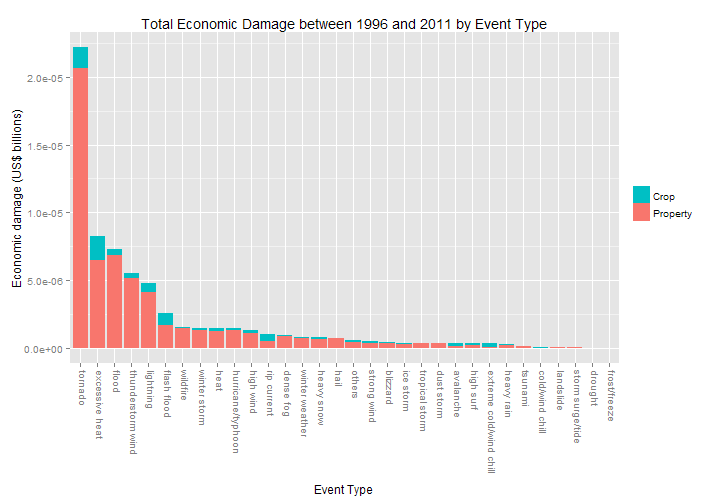 Total Economic Damage between 1996 and 2011 by Event Type
Economic damage (US$ billions)
2.0e-05
1.5e-05
1.0e-05
5.0e-06
0.0e+00
tornado
excessive heat
flood
thunderstorm wind
lightning
flash flood
wildfire
winter storm
heat
hurricane/typhoon
high wind
rip current
dense fog
winter weather
heavy snow
hail
others
strong wind
blizzard
ice storm
tropical storm
dust storm
avalanche
high surf
extreme cold/wind chill
heavy rain
tsunami
cold/wind chill
landslide
storm surge/tide
drought
frost/freeze
Event Type
Crop
Property